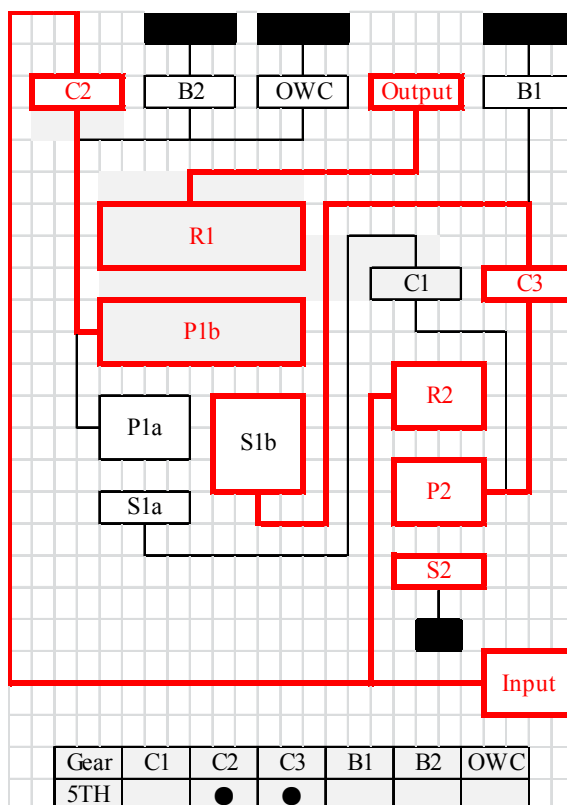 C2 B2 OWC Output B1
R1
C1 C3
P1b
R2
P1a S1b
P2
S1a
S2
Input
Gear C1 C2 C3 B1 B2 OWC
5TH ● ●